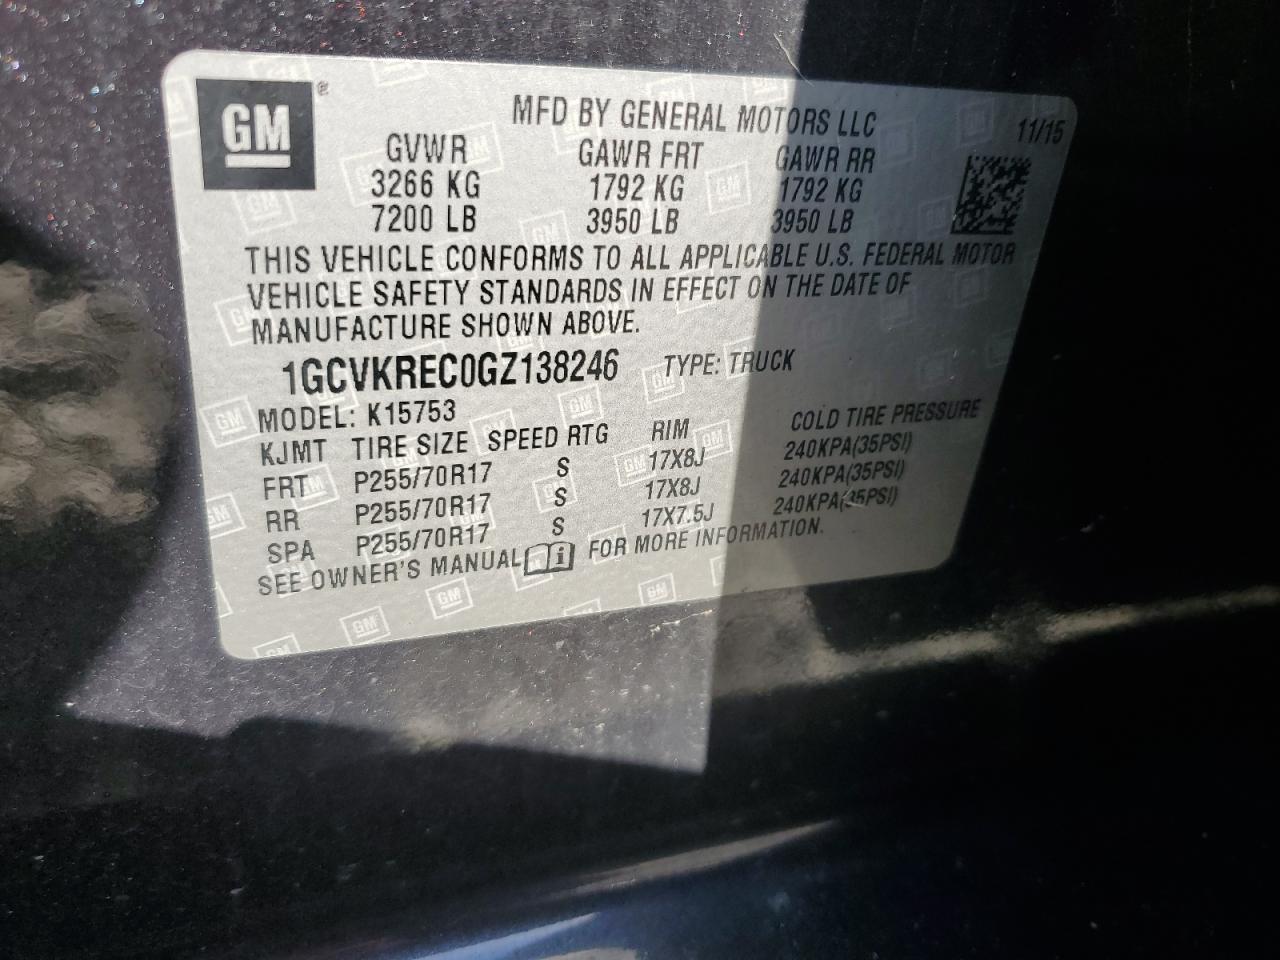 GM ®
MFD BY GENERAL MOTORS LLC 11/15
GVWR GAWR FRT GAWR RR
3266 KG 1792 KG 1792 KG
7200 LB 3950 LB 3950 LB
THIS VEHICLE CONFORMS TO ALL APPLICABLE U.S. FEDERAL MOTOR
VEHICLE SAFETY STANDARDS IN EFFECT ON THE DATE OF
MANUFACTURE SHOWN ABOVE.
1GCVKREC0GZ138246 TYPE: TRUCK
MODEL: K15753
KJMT TIRE SIZE SPEED RTG RIM COLD TIRE PRESSURE
FRT P255/70R17 S 17X8J 240KPA(35PSI)
RR P255/70R17 S 17X8J 240KPA(35PSI)
SPA P255/70R17 S 17X7.5J 240KPA(35PSI)
SEE OWNER'S MANUAL i FOR MORE INFORMATION.